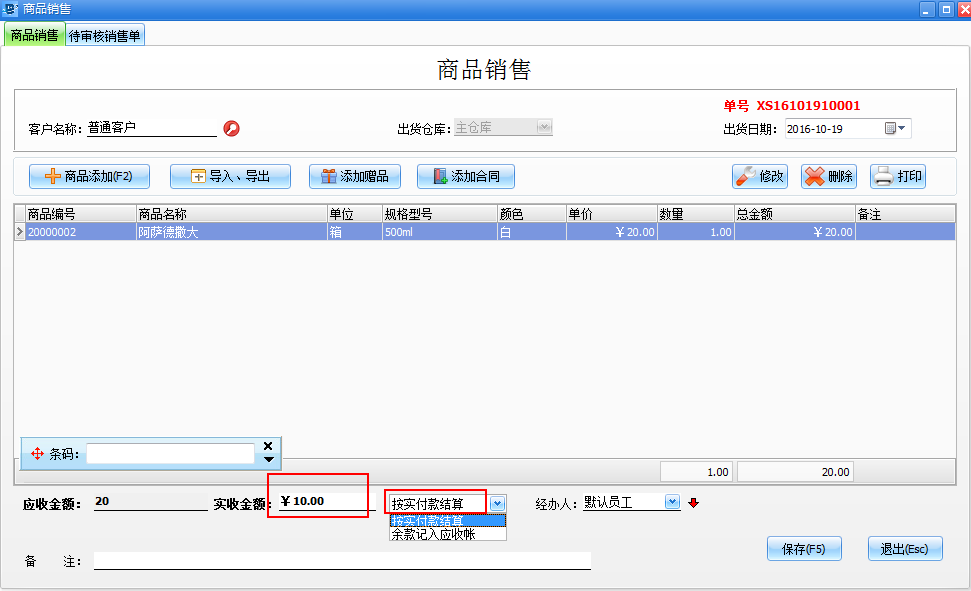 商品销售
商品销售 待审核销售单
商品销售
单号 XS16101910001
客户名称: 普通客户 出货仓库: 主仓库 出货日期: 2016-10-19
商品添加(F2) 导入、导出 添加赠品 添加合同 修改 删除 打印
商品编号 商品名称 单位 规格型号 颜色 单价 数量 总金额 备注
20000002 阿萨德撒大 箱 500ml 白 ￥20.00 1.00 ￥20.00
条码:
1.00 20.00
应收金额: 20 实收金额: ￥10.00 按实付款结算 经办人: 默认员工
按实付款结算
余款记入应收帐
保存(F5) 退出(Esc)
备 注: